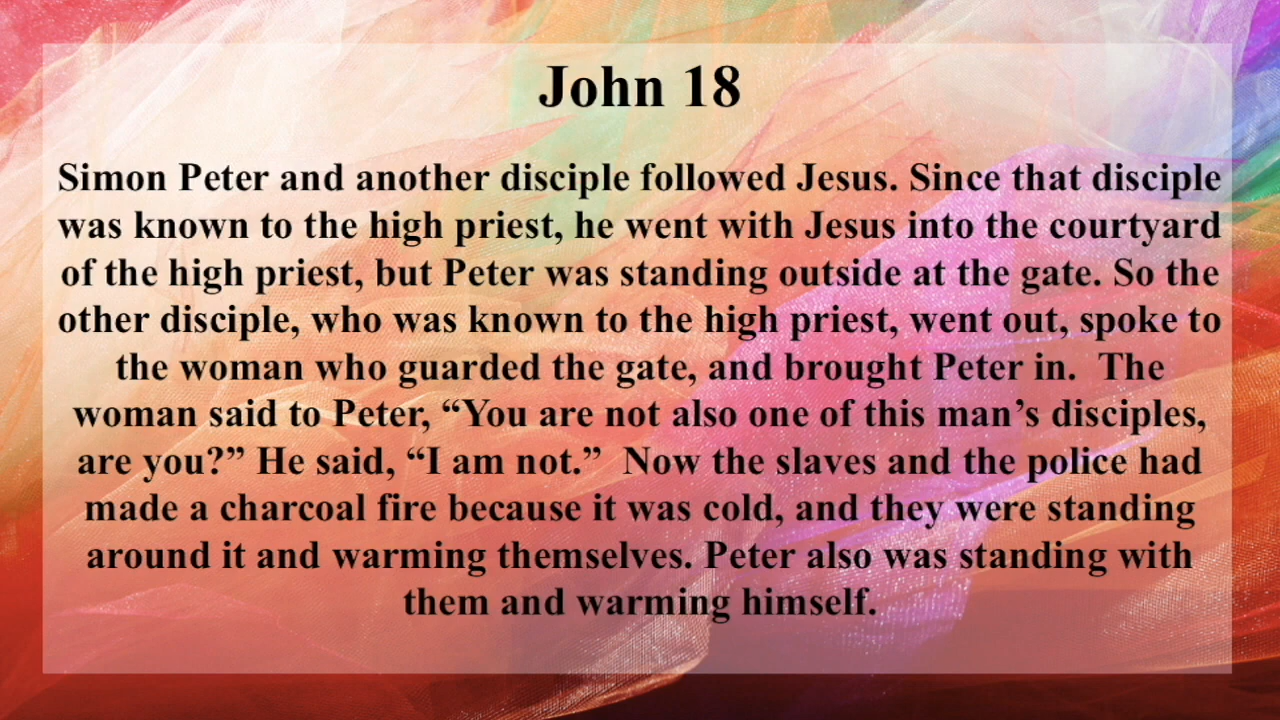 John 18
Simon Peter and another disciple followed Jesus. Since that disciple
was known to the high priest, he went with Jesus into the courtyard
of the high priest, but Peter was standing outside at the gate. So the
other disciple, who was known to the high priest, went out, spoke to
the woman who guarded the gate, and brought Peter in.  The
woman said to Peter, “You are not also one of this man’s disciples,
are you?” He said, “I am not.”  Now the slaves and the police had
made a charcoal fire because it was cold, and they were standing
around it and warming themselves. Peter also was standing with
them and warming himself.